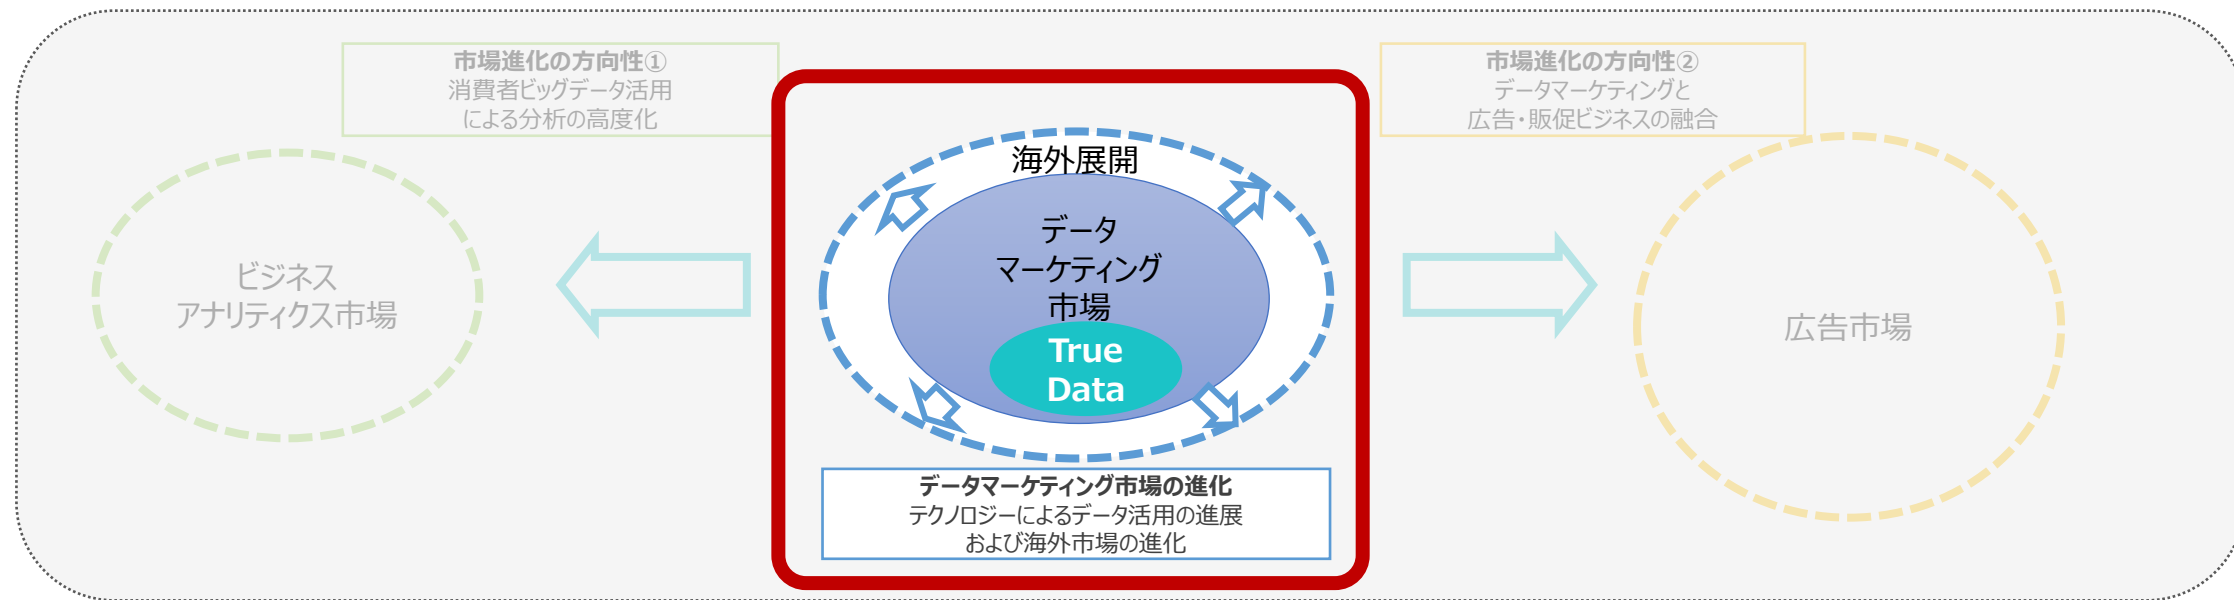 市場進化の方向性①
消費者ビッグデータ活用
による分析の高度化
市場進化の方向性②
データマーケティングと
広告・販促ビジネスの融合
海外展開
データ
マーケティング
市場
True
Data
ビジネス
アナリティクス市場
広告市場
データマーケティング市場の進化
テクノロジーによるデータ活用の進展
および海外市場の進化